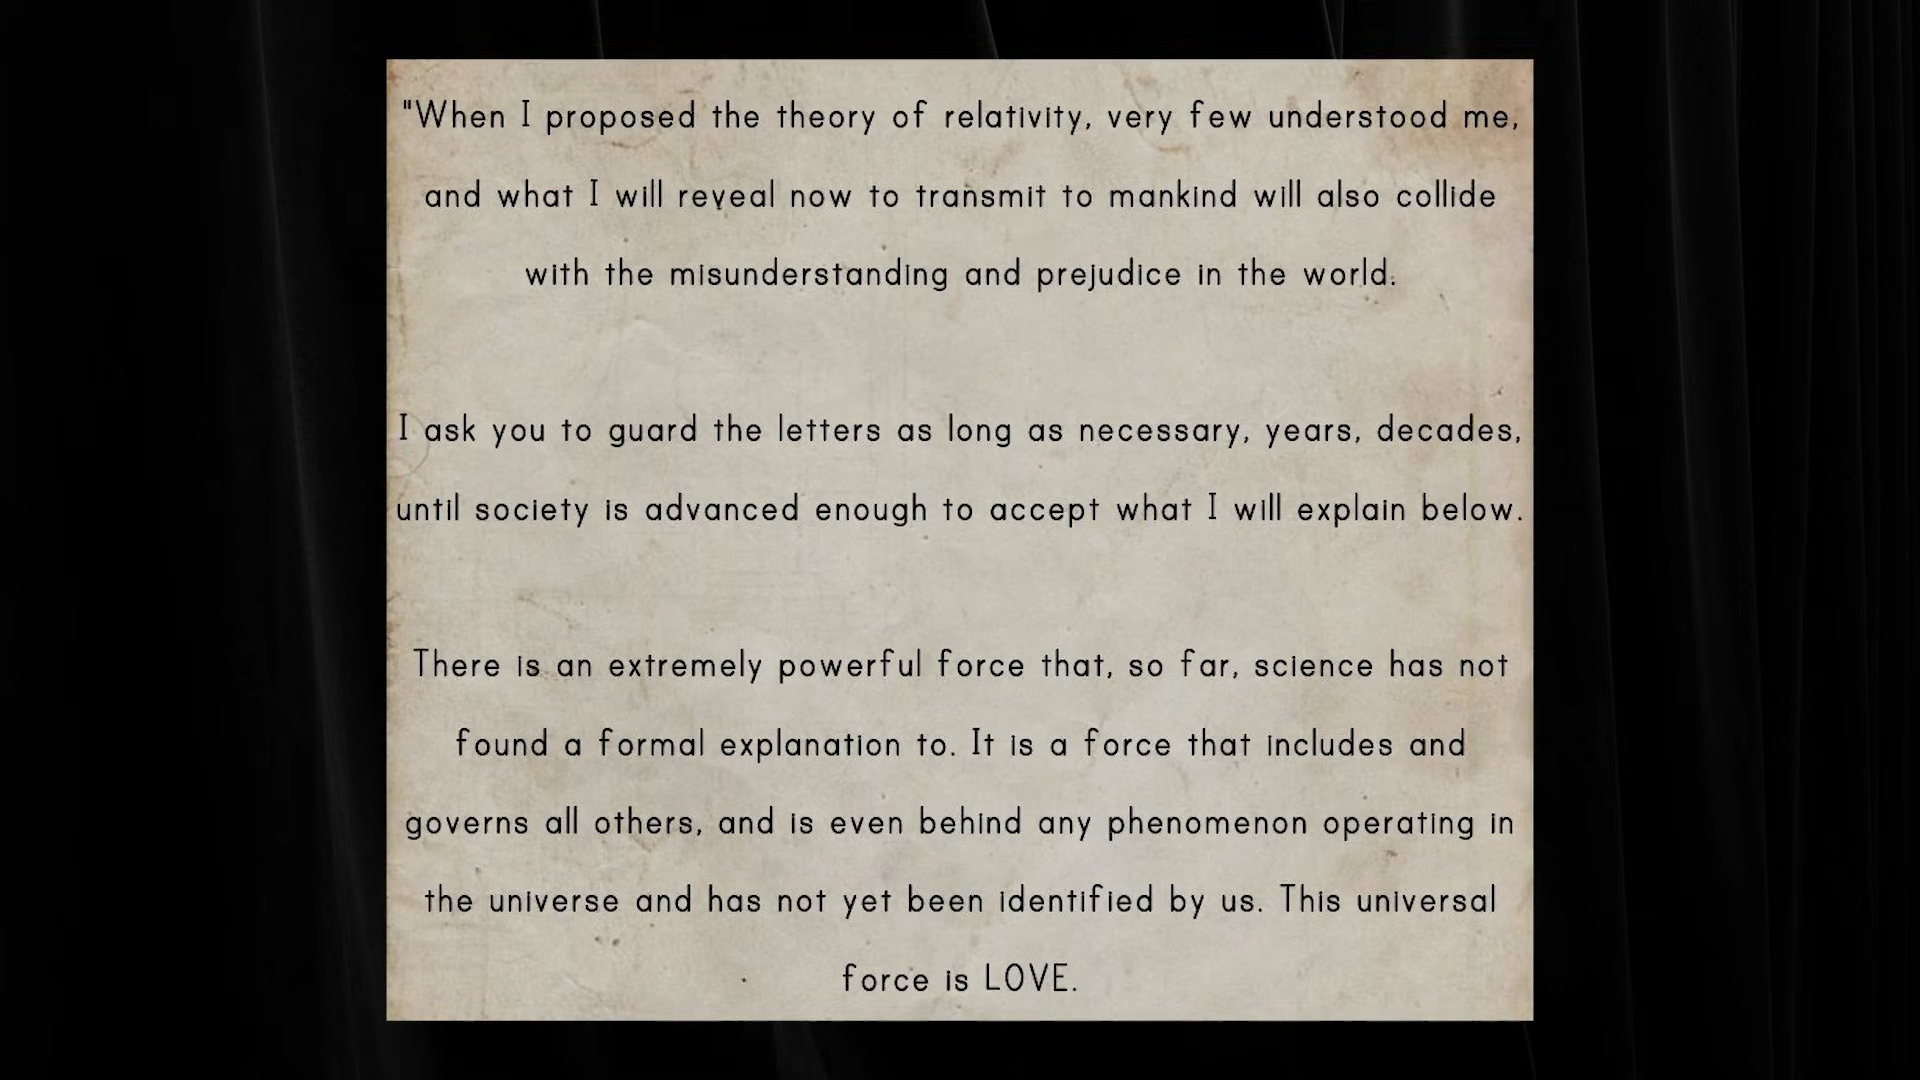 "When I proposed the theory of relativity, very few understood me,
and what I will reveal now to transmit to mankind will also collide
with the misunderstanding and prejudice in the world.
I ask you to guard the letters as long as necessary, years, decades,
until society is advanced enough to accept what I will explain below.
There is an extremely powerful force that, so far, science has not
found a formal explanation to. It is a force that includes and
governs all others, and is even behind any phenomenon operating in
the universe and has not yet been identified by us. This universal
force is LOVE.